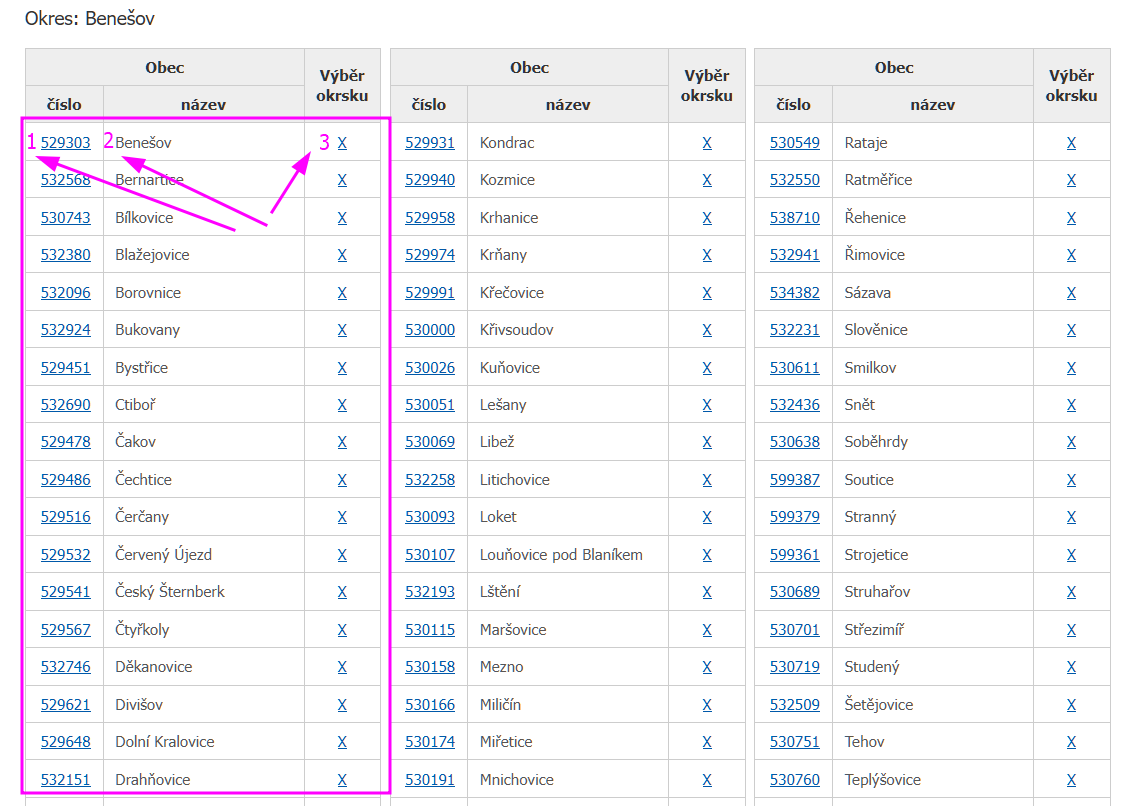 Okres: Benešov
Obec Výběr okrsku Obec Výběr okrsku Obec Výběr okrsku
číslo název číslo název číslo název
1 529303 2 Benešov 3 X 529931 Kondrac X 530549 Rataje X
532568 Bernartice X 529940 Kozmice X 532550 Ratměřice X
530743 Bílkovice X 529958 Krhanice X 538710 Řehenice X
532380 Blažejovice X 529974 Krňany X 532941 Římovice X
532096 Borovnice X 529991 Křečovice X 534382 Sázava X
532924 Bukovany X 530000 Křivsoudov X 532231 Slověnice X
529451 Bystřice X 530026 Kuňovice X 530611 Smilkov X
532690 Ctiboř X 530051 Lešany X 532436 Snět X
529478 Čakov X 530069 Libež X 530638 Soběhrdy X
529486 Čechtice X 532258 Litichovice X 599387 Soutice X
529516 Čerčany X 530093 Loket X 599379 Stranný X
529532 Červený Újezd X 530107 Louňovice pod Blaníkem X 599361 Strojetice X
529541 Český Šternberk X 532193 Lštění X 530689 Struhařov X
529567 Čtyřkoly X 530115 Maršovice X 530701 Střezimíř X
532746 Děkanovice X 530158 Mezno X 530719 Studený X
529621 Divišov X 530166 Miličín X 532509 Šetějovice X
529648 Dolní Kralovice X 530174 Miřetice X 530751 Tehov X
532151 Drahňovice X 530191 Mnichovice X 530760 Teplýšovice X